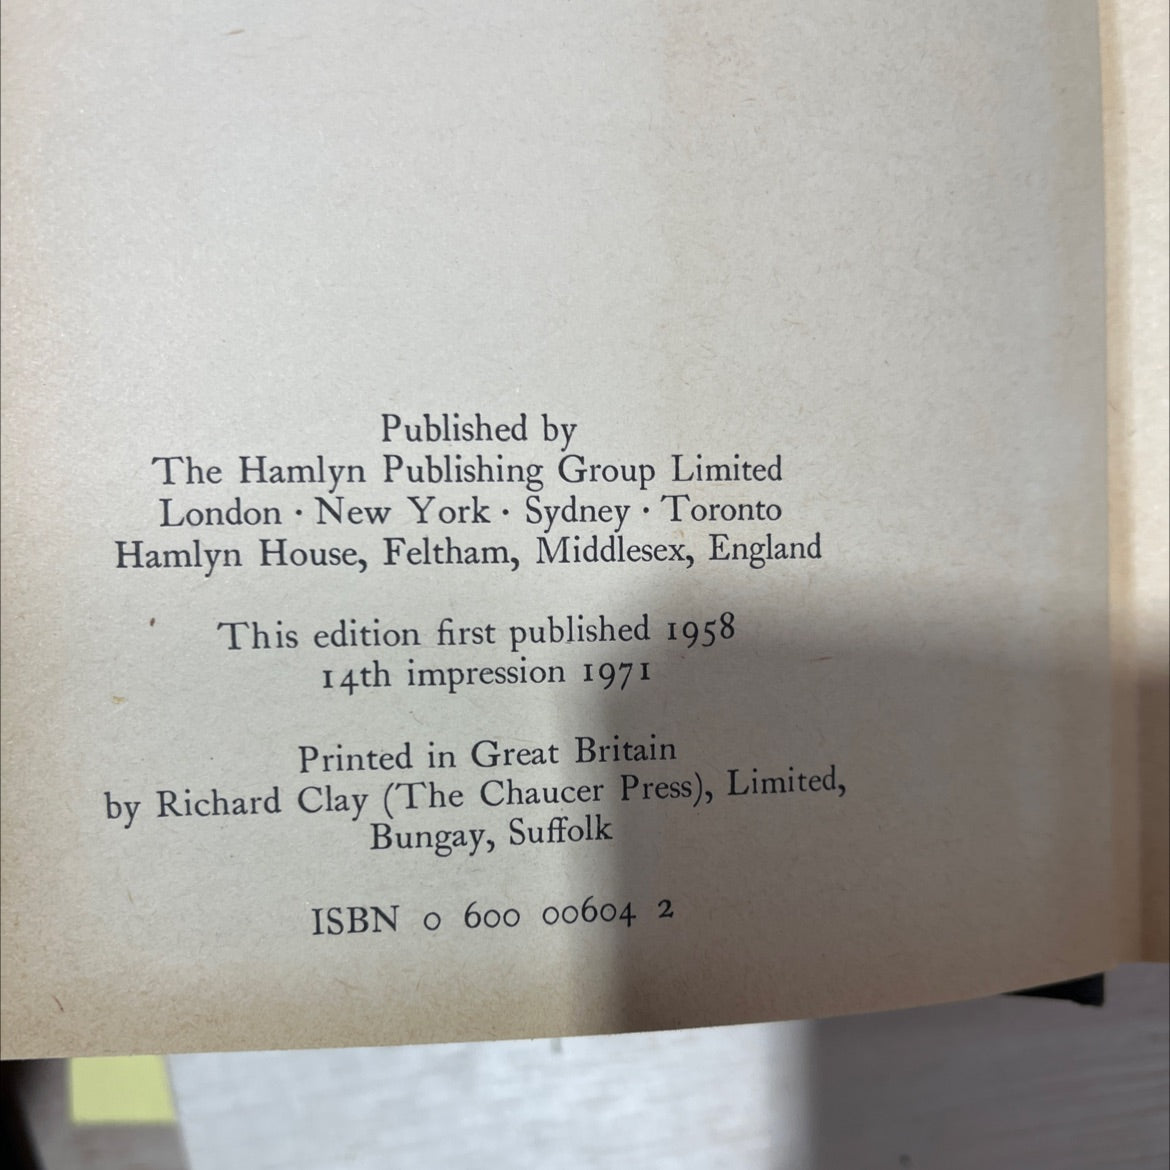 Published by
The Hamlyn Publishing Group Limited
London · New York · Sydney · Toronto
Hamlyn House, Feltham, Middlesex, England
This edition first published 1958
14th impression 1971
Printed in Great Britain
by Richard Clay (The Chaucer Press), Limited,
Bungay, Suffolk
ISBN 0 600 00604 2